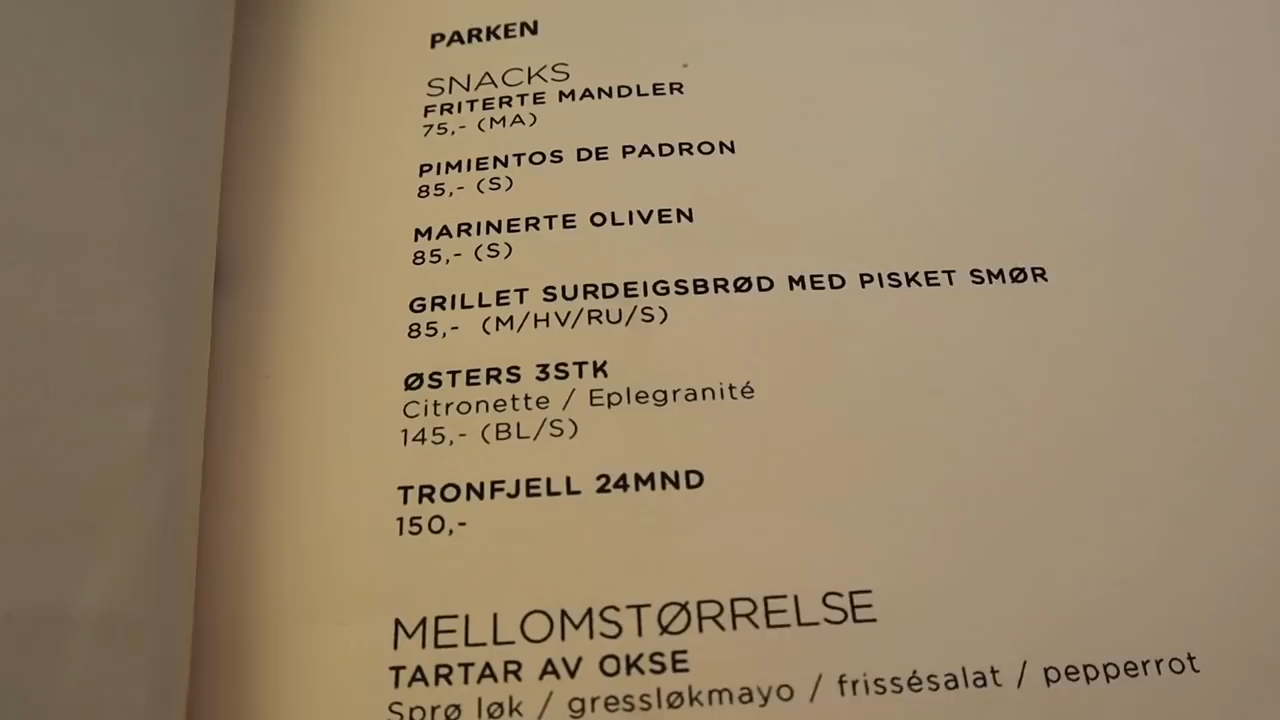 PARKEN
SNACKS
FRITERTE MANDLER
75,- (MA)
PIMIENTOS DE PADRON
85,- (S)
MARINERTE OLIVEN
85,- (S)
GRILLET SURDEIGSBRØD MED PISKET SMØR
85,- (M/HV/RU/S)
ØSTERS 3STK
Citronette / Eplegranité
145,- (BL/S)
TRONFJELL 24MND
150,-
MELLOMSTØRRELSE
TARTAR AV OKSE
Sprø løk / gressløkmayo / frissésalat / pepperrot